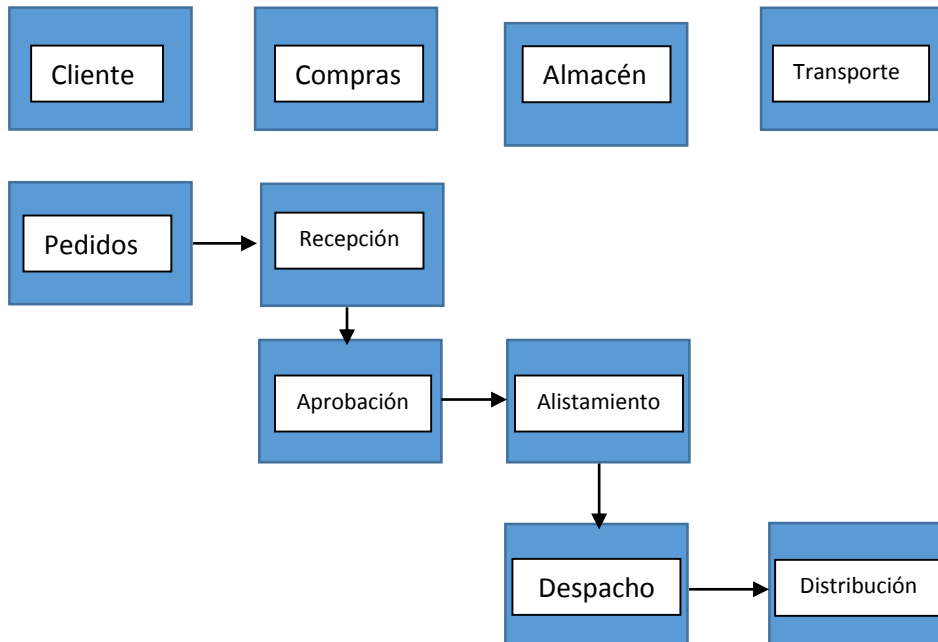 Cliente
Compras
Almacén
Transporte
Pedidos
Recepción
Aprobación
Alistamiento
Despacho
Distribución